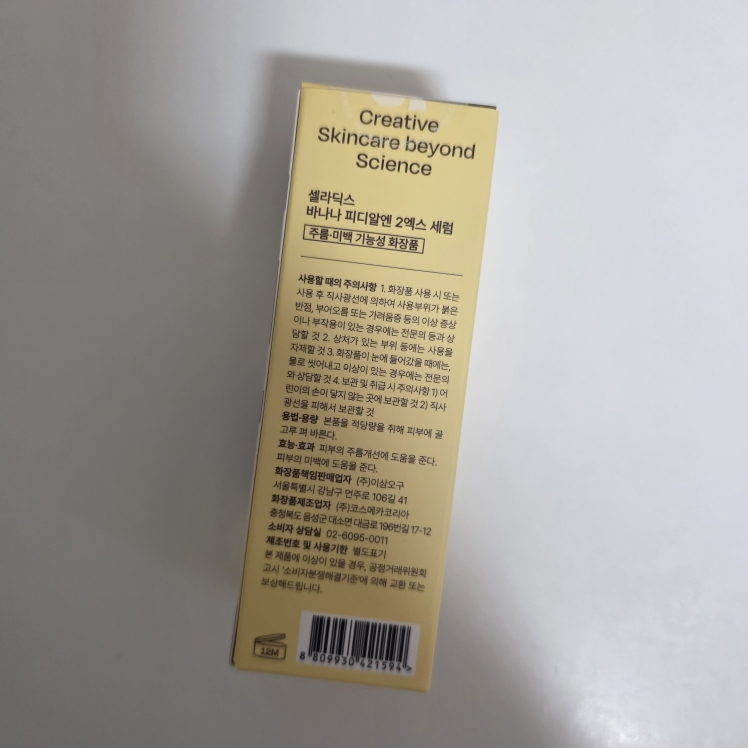 Creative
Skincare beyond
Science
셀라딕스
바나나 피디알엔 2엑스 세럼
주름·미백 기능성 화장품
사용할 때의 주의사항 1. 화장품 사용 시 또는
사용 후 직사광선에 의하여 사용부위가 붉은
반점, 부어오름 또는 가려움증 등의 이상 증상
이나 부작용이 있는 경우에는 전문의 등과 상
담할 것 2. 상처가 있는 부위 등에는 사용을
자제할 것 3. 화장품이 눈에 들어갔을 때에는,
물로 씻어내고 이상이 있는 경우에는 전문의
와 상담할 것 4. 보관 및 취급 시 주의사항 1) 어
린이의 손이 닿지 않는 곳에 보관할 것 2) 직사
광선을 피해서 보관할 것
용법·용량 본품을 적당량을 취해 피부에 골
고루 펴 바른다.
효능·효과 피부의 주름개선에 도움을 준다.
피부의 미백에 도움을 준다.
화장품책임판매업자 (주)이삼오구
서울특별시 강남구 언주로 106길 41
화장품제조업자 (주)코스메카코리아
충청북도 음성군 대소면 대금로 196번길 17-12
소비자 상담실 02-6095-0011
제조번호 및 사용기한 별도표기
본 제품에 이상이 있을 경우, 공정거래위원회
고시 '소비자분쟁해결기준'에 의해 교환 또는
보상해드립니다.
12M
8 809930 421594 >